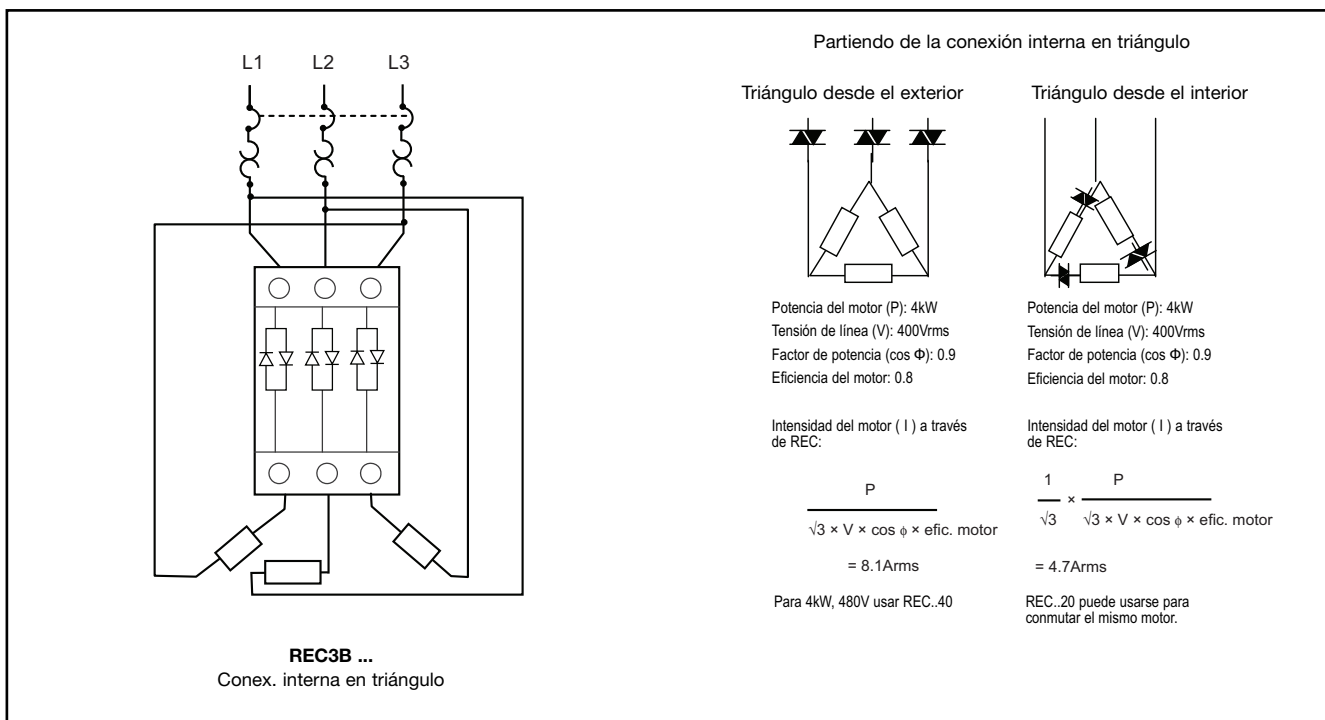 L1 L2 L3
REC3B ...
Conex. interna en triángulo
Partiendo de la conexión interna en triángulo
Triángulo desde el exterior
Potencia del motor (P): 4kW
Tensión de línea (V): 400Vrms
Factor de potencia (cos Φ): 0.9
Eficiencia del motor: 0.8
Intensidad del motor ( I ) a través
de REC:
P
√3 × V × cos ϕ × efic. motor
= 8.1Arms
Para 4kW, 480V usar REC..40
Triángulo desde el interior
Potencia del motor (P): 4kW
Tensión de línea (V): 400Vrms
Factor de potencia (cos Φ): 0.9
Eficiencia del motor: 0.8
Intensidad del motor ( I ) a través
de REC:
1 P
×
√3 √3 × V × cos ϕ × efic. motor
= 4.7Arms
REC..20 puede usarse para
conmutar el mismo motor.